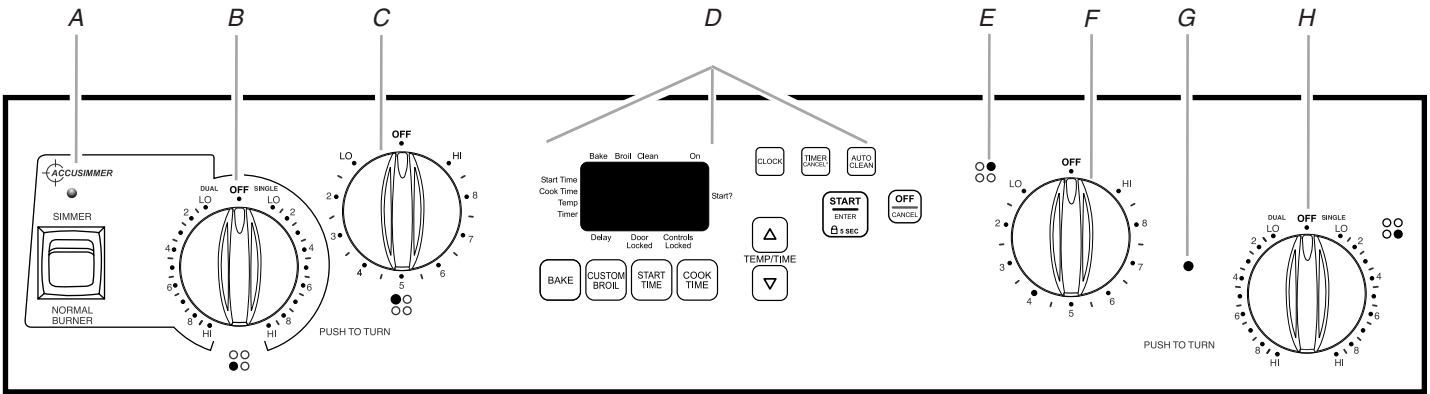 A
B
C
D
E
F
G
H
ACCUSIMMER
SIMMER
NORMAL
BURNER
DUAL OFF SINGLE
LO LO
2 2
4 4
6 6
8 8
HI HI
OFF
LO HI
2 8
3 7
4 6
5
PUSH TO TURN
Bake Broil Clean On
Start Time
Cook Time
Temp
Timer
Start?
Delay Door Locked Controls Locked
BAKE
CUSTOM
BROIL
START
TIME
COOK
TIME
CLOCK
TIMER
CANCEL*
AUTO
CLEAN
START
ENTER
5 SEC
OFF
CANCEL
TEMP/TIME
OFF
LO HI
2 8
3 7
4 6
5
PUSH TO TURN
DUAL OFF SINGLE
LO LO
2 2
4 4
6 6
8 8
HI HI